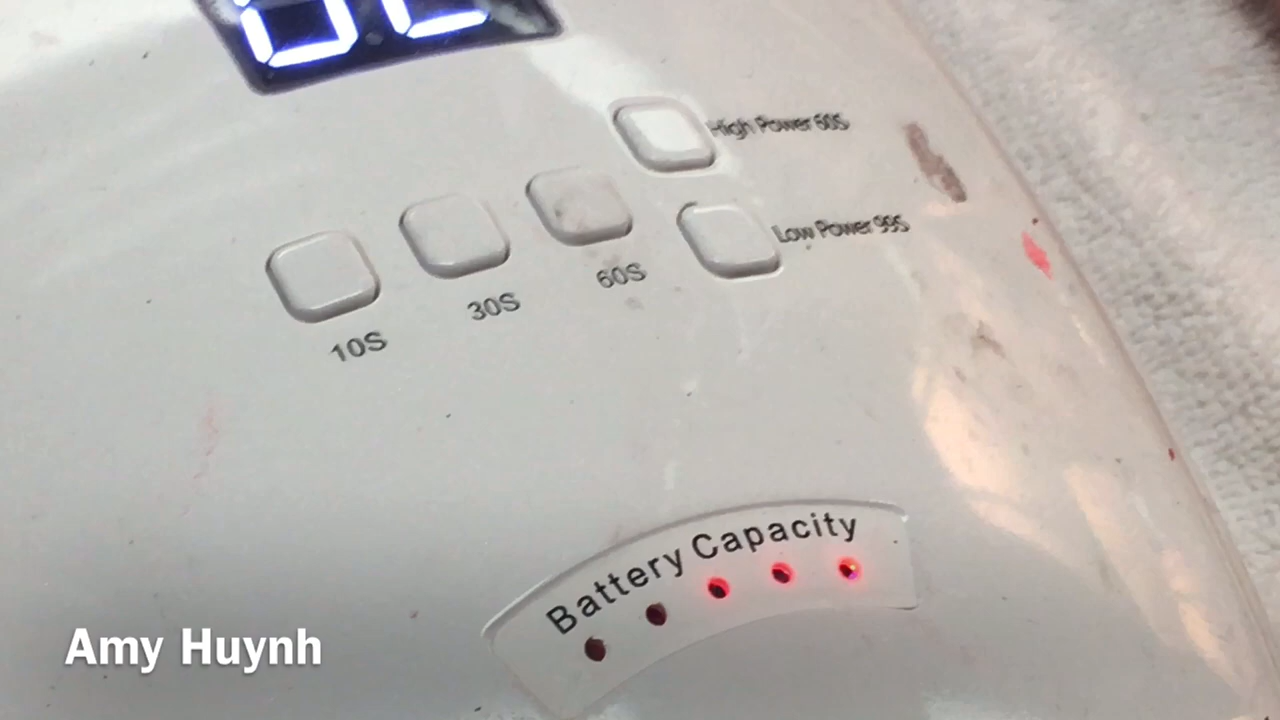 High Power 60S
Low Power 99S
60S
30S
10S
Battery Capacity
Amy Huynh